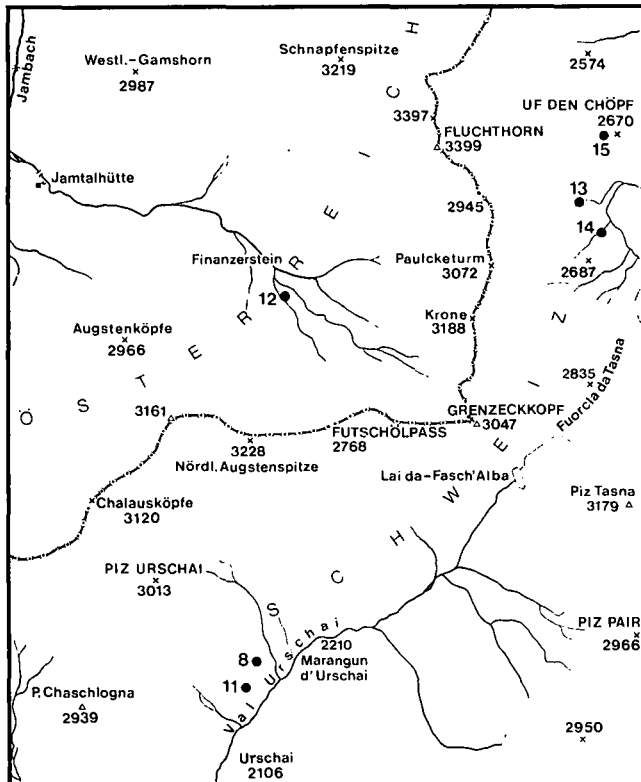 Jambach
Westl.-Gamshorn
2987
Schnapfenspitze
3219
2574
UF DEN CHÖPF
2670
15
3397
FLUCHTHORN
3399
Jamtalhütte
13
2945
14
Finanzerstein
Paulcketurm
3072
2687
12
Krone
3188
Augstenköpfe
2966
2835
Fuorcla da Tasna
ÖSTERREICH
3161
GRENZECKKOPF
3047
FUTSCHÖLPASS
2768
3228
Nördl. Augstenspitze
Lai da-Fasch'Alba
Piz Tasna
3179
Chalausköpfe
3120
SCHWEIZ
PIZ URSCHAI
3013
PIZ PAIR
2966
Val Urschai
2210
Marangun
d'Urschai
8
11
P. Chaschlogna
2939
2950
Urschai
2106